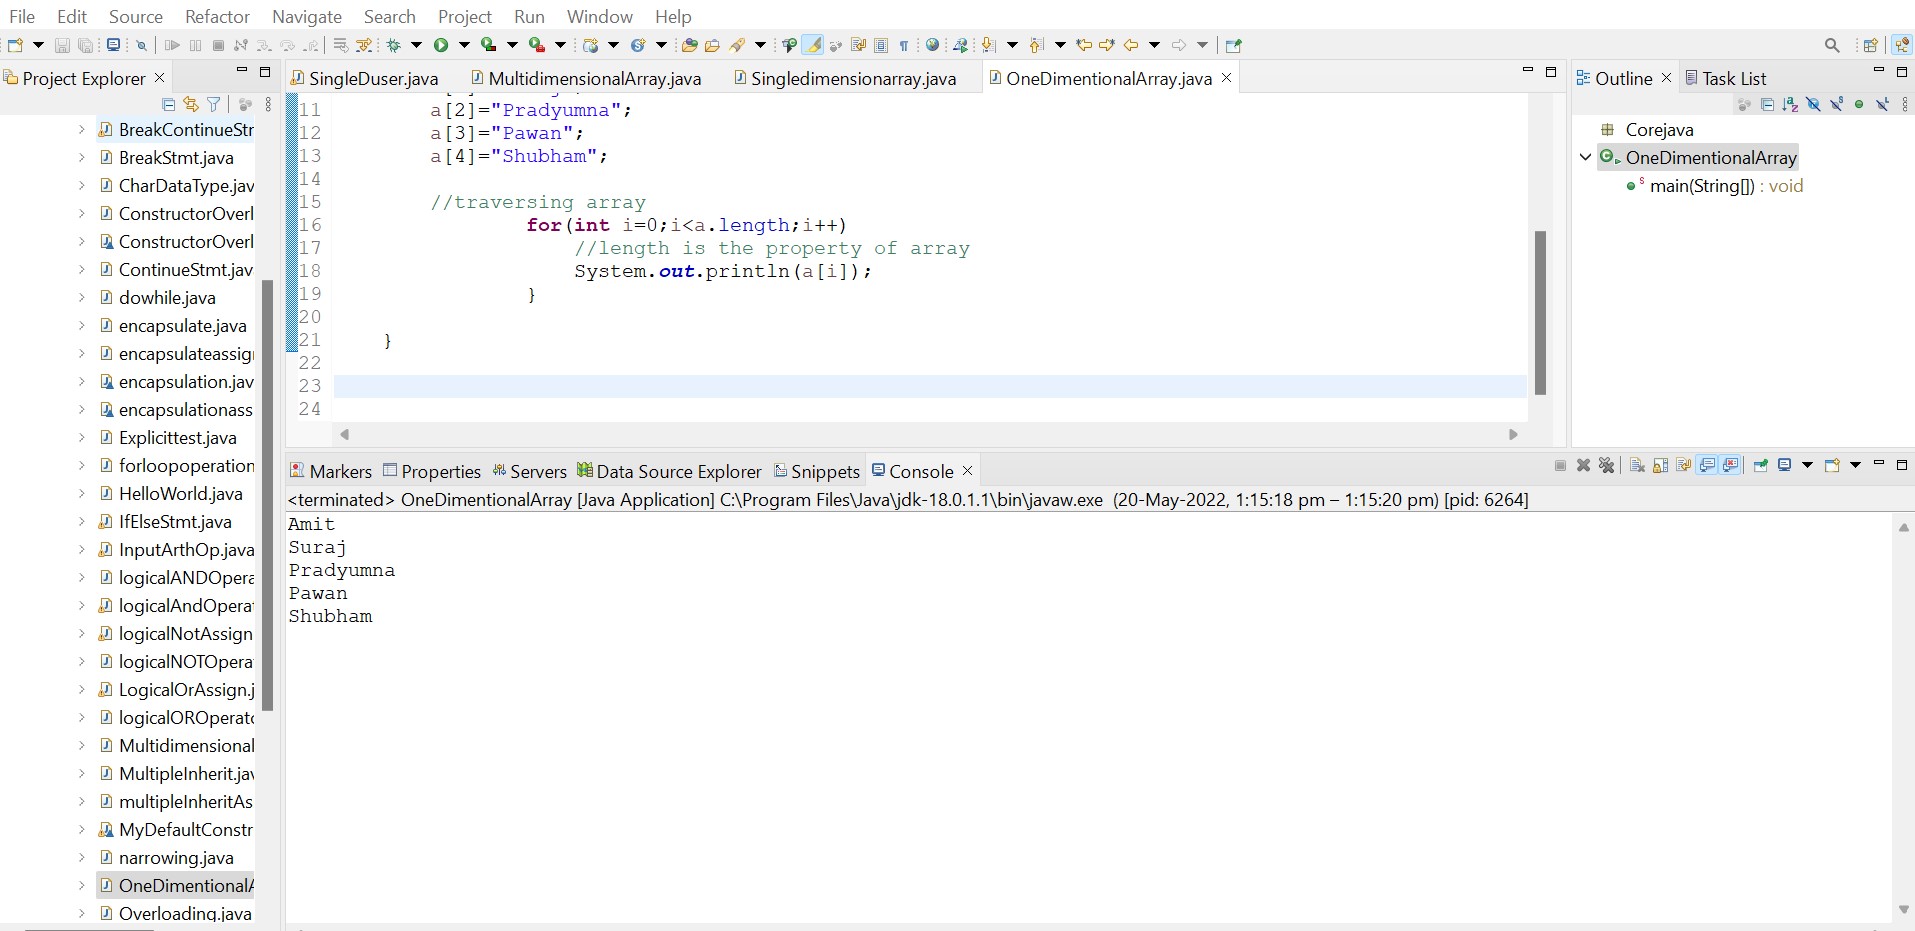 File Edit Source Refactor Navigate Search Project Run Window Help
Project Explorer
SingleDuser.java MultidimensionalArray.java Singledimensionarray.java OneDimentionalArray.java
Outline Task List
BreakContinueStr
BreakStmt.java
CharDataType.jav
ConstructorOverl
ConstructorOverl
ContinueStmt.jav
dowhile.java
encapsulate.java
encapsulateassig
encapsulation.jav
encapsulationass
Explicittest.java
forloopoperation
HelloWorld.java
IfElseStmt.java
InputArthOp.java
logicalANDOpera
logicalAndOperat
logicalNotAssign
logicalNOTOperat
LogicalOrAssign.j
logicalOROperato
Multidimensional
MultipleInherit.jav
multipleInheritAs
MyDefaultConstr
narrowing.java
OneDimentionalA
Overloading.java
11 a[2]="Pradyumna";
12 a[3]="Pawan";
13 a[4]="Shubham";
14
15 //traversing array
16 for(int i=0;i<a.length;i++)
17 //length is the property of array
18 System.out.println(a[i]);
19 }
20
21 }
22
23
24
Corejava
OneDimentionalArray
main(String[]) : void
Markers Properties Servers Data Source Explorer Snippets Console
<terminated> OneDimentionalArray [Java Application] C:\Program Files\Java\jdk-18.0.1.1\bin\javaw.exe (20-May-2022, 1:15:18 pm – 1:15:20 pm) [pid: 6264]
Amit
Suraj
Pradyumna
Pawan
Shubham